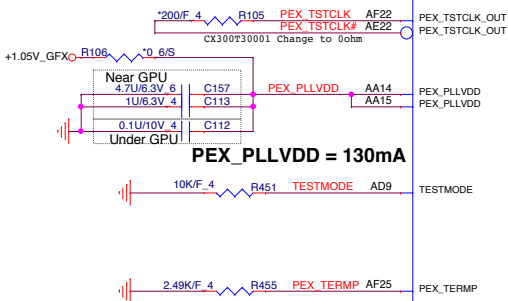 *200/F_4 R105 PEX_TSTCLK AF22 PEX_TSTCLK_OUT
PEX_TSTCLK# AE22 PEX_TSTCLK_OUT
CX300T30001 Change to 0ohm
+1.05V_GFX R106 *0_6/S
Near GPU
4.7U/6.3V_6 C157 PEX_PLLVDD AA14 PEX_PLLVDD
1U/6.3V_4 C113 AA15 PEX_PLLVDD
0.1U/10V_4 C112
Under GPU
PEX_PLLVDD = 130mA
10K/F_4 R451 TESTMODE AD9 TESTMODE
2.49K/F_4 R455 PEX_TERMP AF25 PEX_TERMP